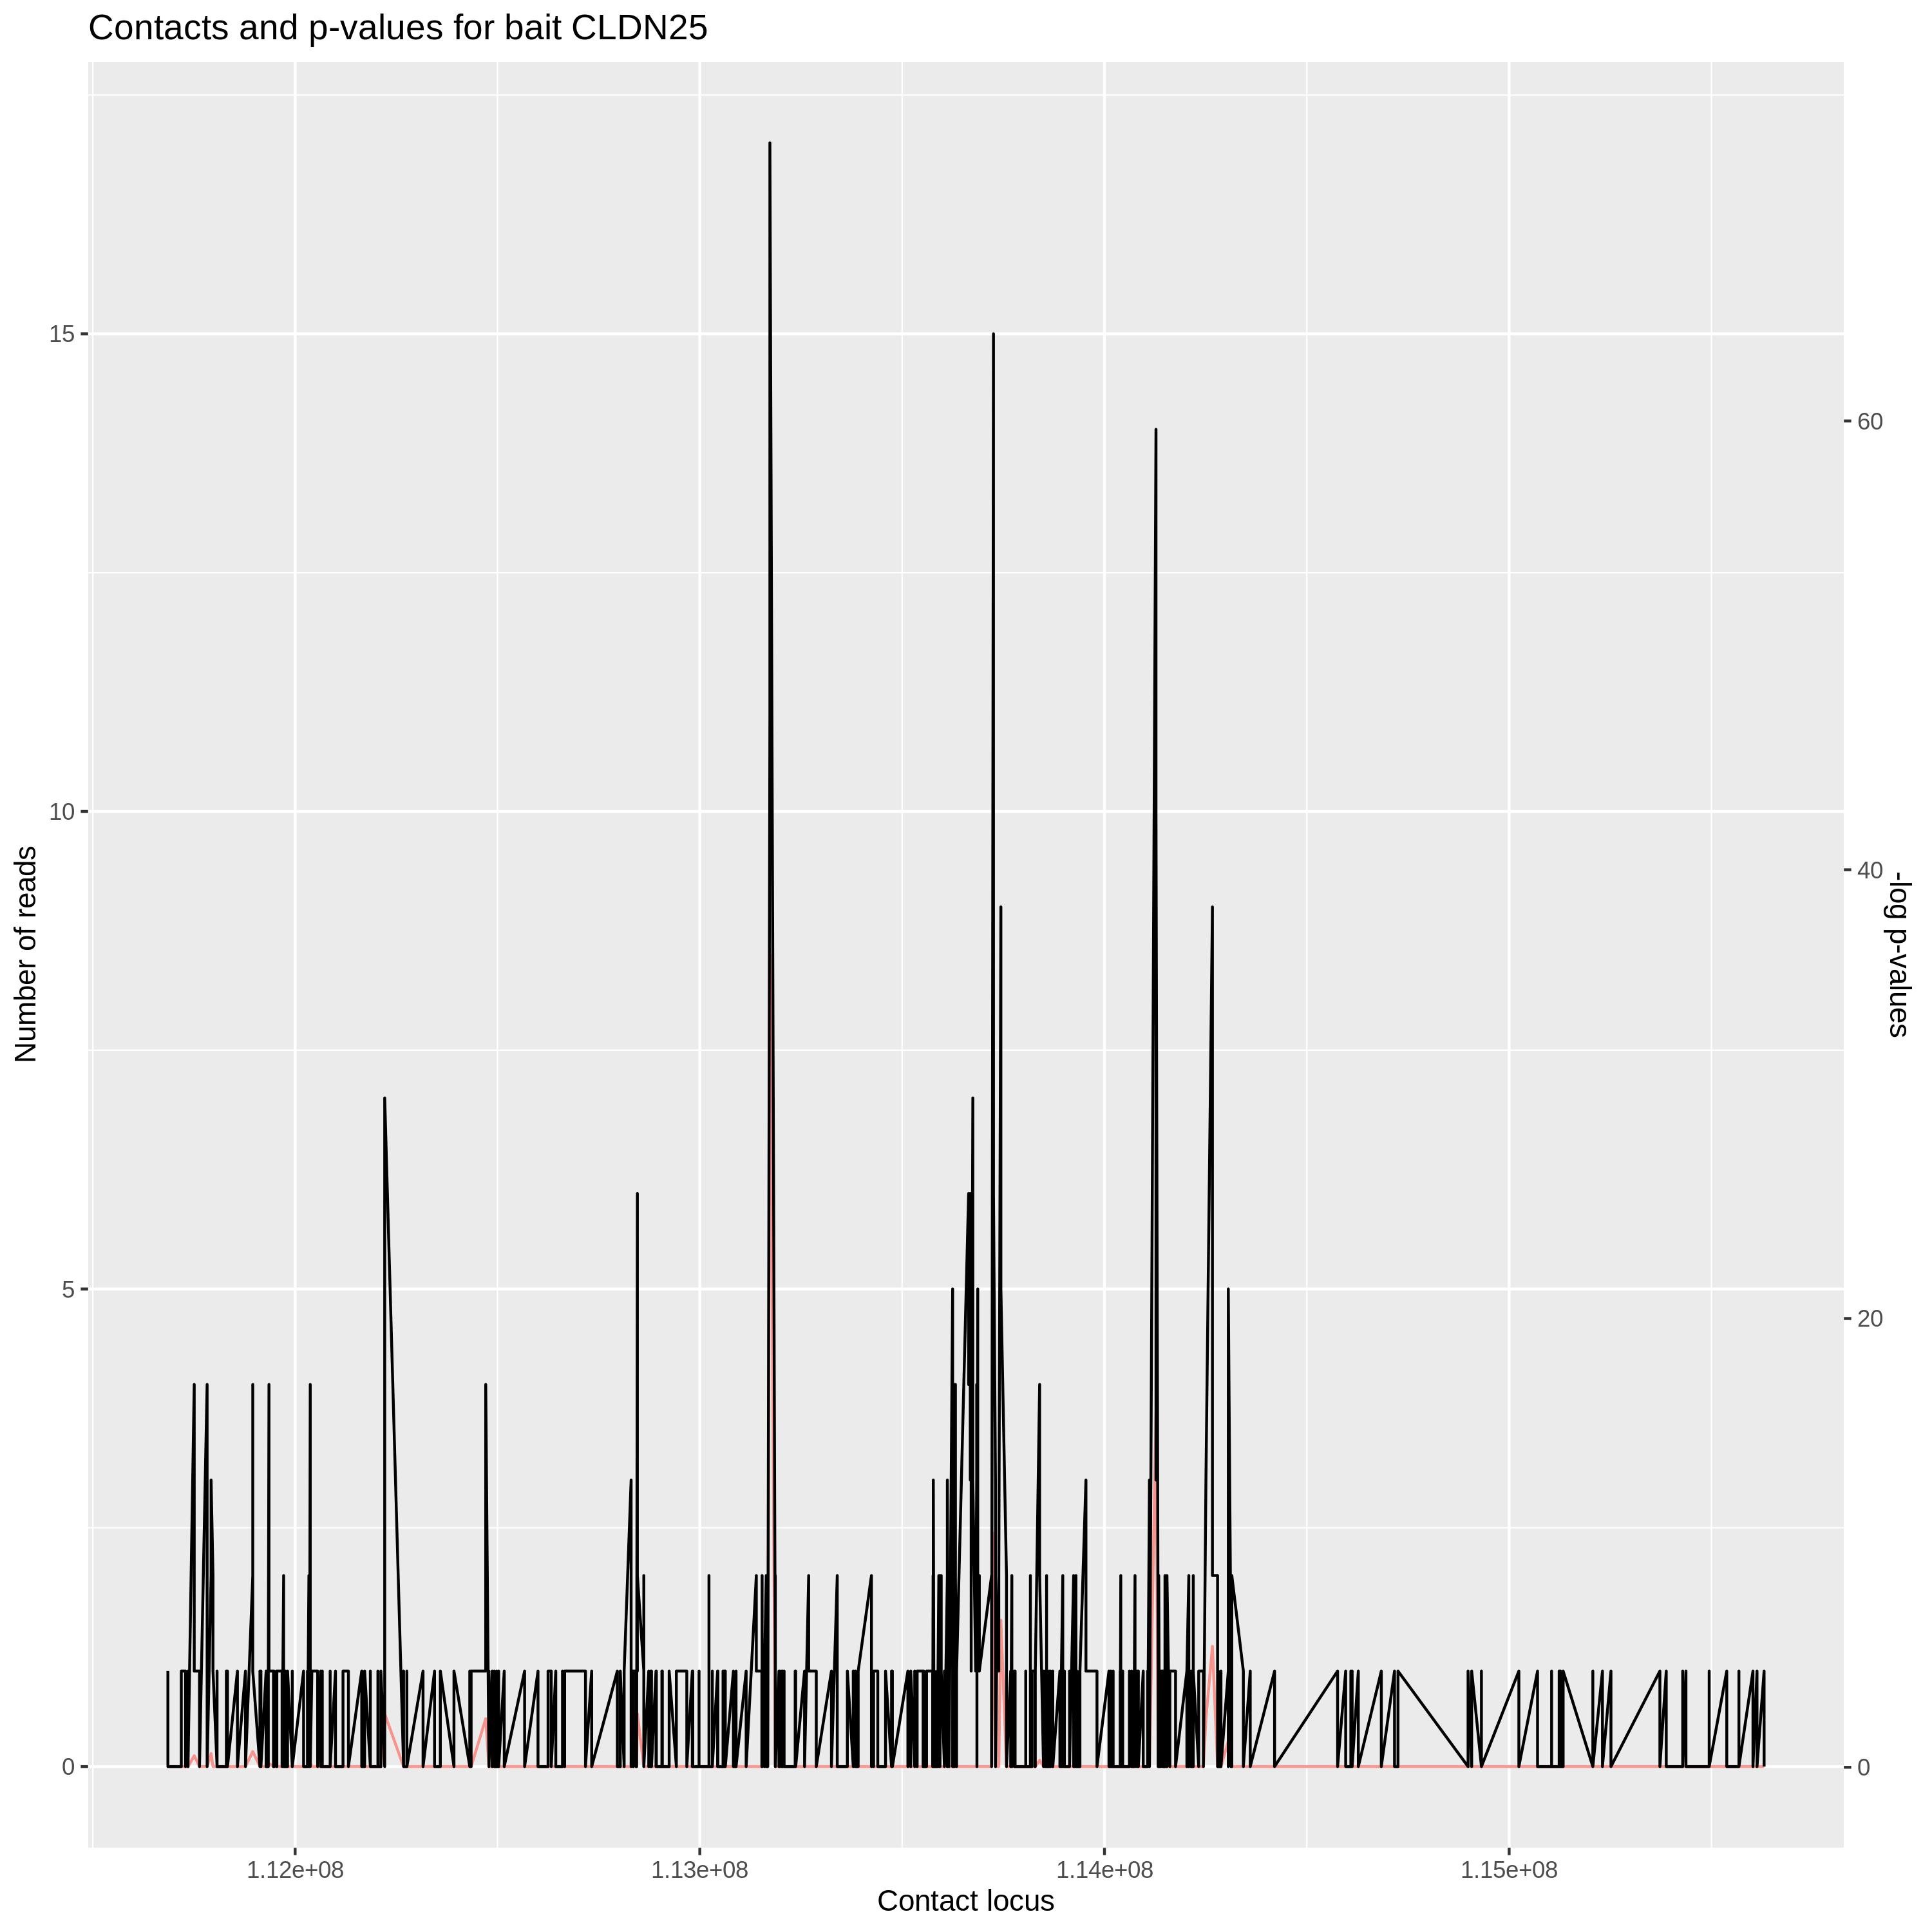 Contacts and p-values for bait CLDN25
15
10
5
0
Number of reads
60
40
20
0
-log p-values
1.12e+08
1.13e+08
1.14e+08
1.15e+08
Contact locus